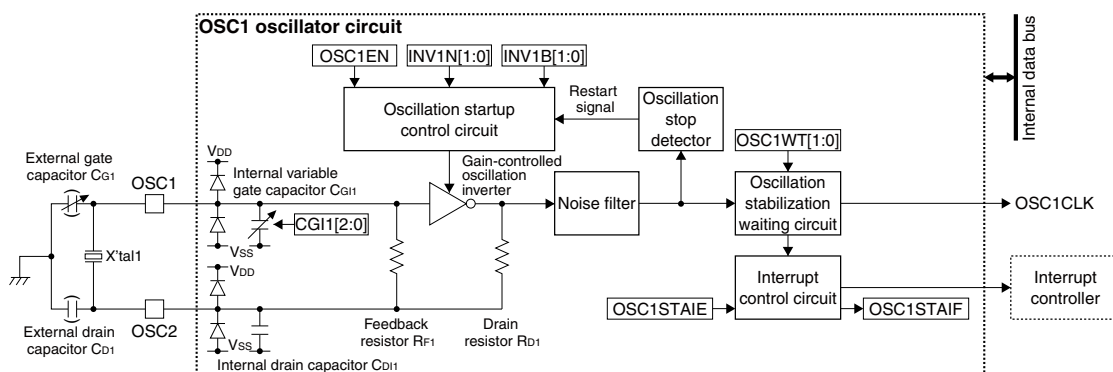 OSC1 oscillator circuit
OSC1EN
INV1N[1:0]
INV1B[1:0]
Internal data bus
Oscillation startup
control circuit
Restart
signal
Oscillation
stop
detector
OSC1WT[1:0]
External gate
capacitor CG1
OSC1
VDD
Internal variable
gate capacitor CGI1
Gain-controlled
oscillation
inverter
Noise filter
Oscillation
stabilization
waiting circuit
OSC1CLK
CGI1[2:0]
VSS
X'tal1
VDD
Interrupt
control circuit
Interrupt
controller
OSC1STAIE
OSC1STAIF
External drain
capacitor CD1
OSC2
VSS
Internal drain capacitor CDI1
Feedback
resistor RF1
Drain
resistor RD1